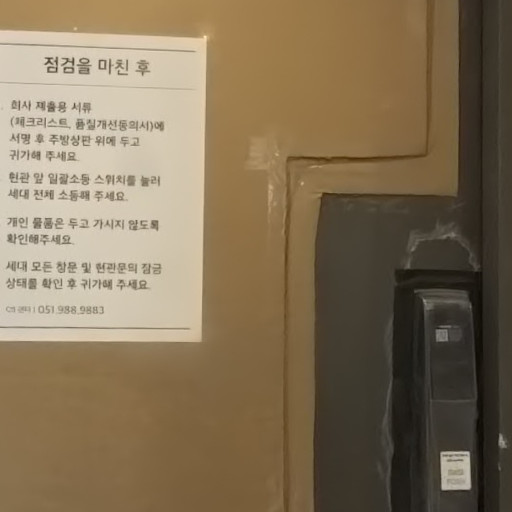 점검을 마친 후
회사 제출용 서류
(체크리스트, 품질개선동의서)에
서명 후 주방상판 위에 두고
귀가해 주세요.
현관 앞 일괄소등 스위치를 눌러
세대 전체 소등해 주세요.
개인 물품은 두고 가시지 않도록
확인해주세요.
세대 모든 창문 및 현관문의 잠금
상태를 확인 후 귀가해 주세요.
CS 센터 | 051.988.9883